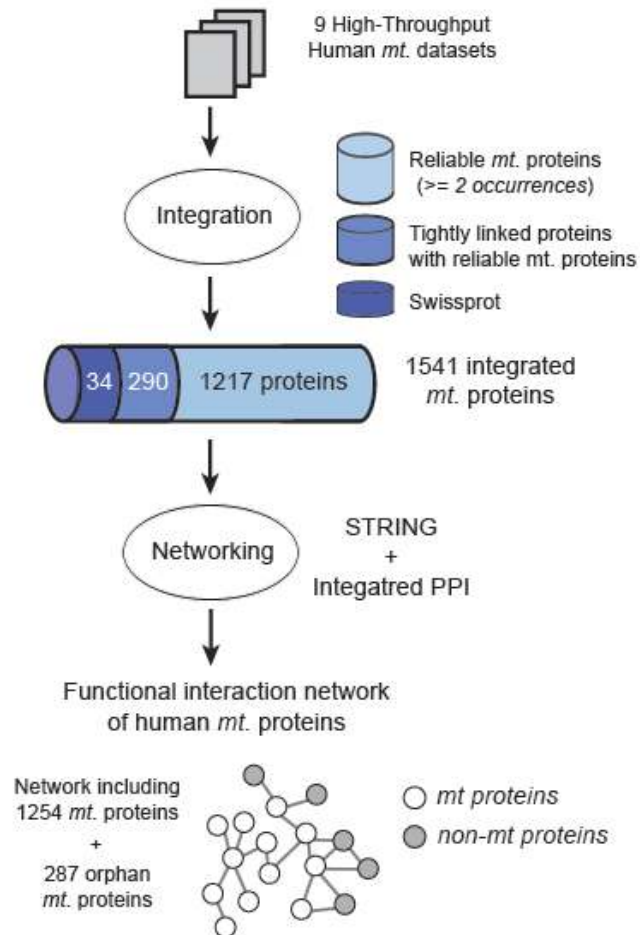 9 High-Throughput
Human mt. datasets
Integration
Reliable mt. proteins
(>= 2 occurrences)
Tightly linked proteins
with reliable mt. proteins
Swissprot
34 290 1217 proteins
1541 integrated
mt. proteins
Networking
STRING
+
Integatred PPI
Functional interaction network
of human mt. proteins
Network including
1254 mt. proteins
+
287 orphan
mt. proteins
mt proteins
non-mt proteins